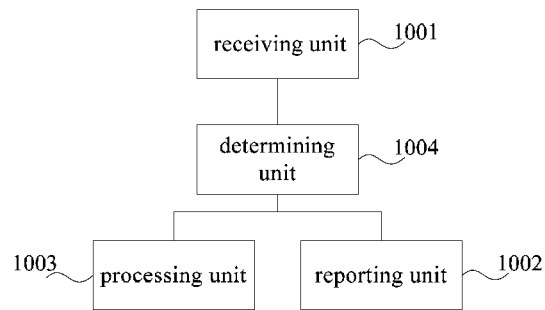 receiving unit
1001
determining
unit
1004
1003
processing unit
reporting unit
1002